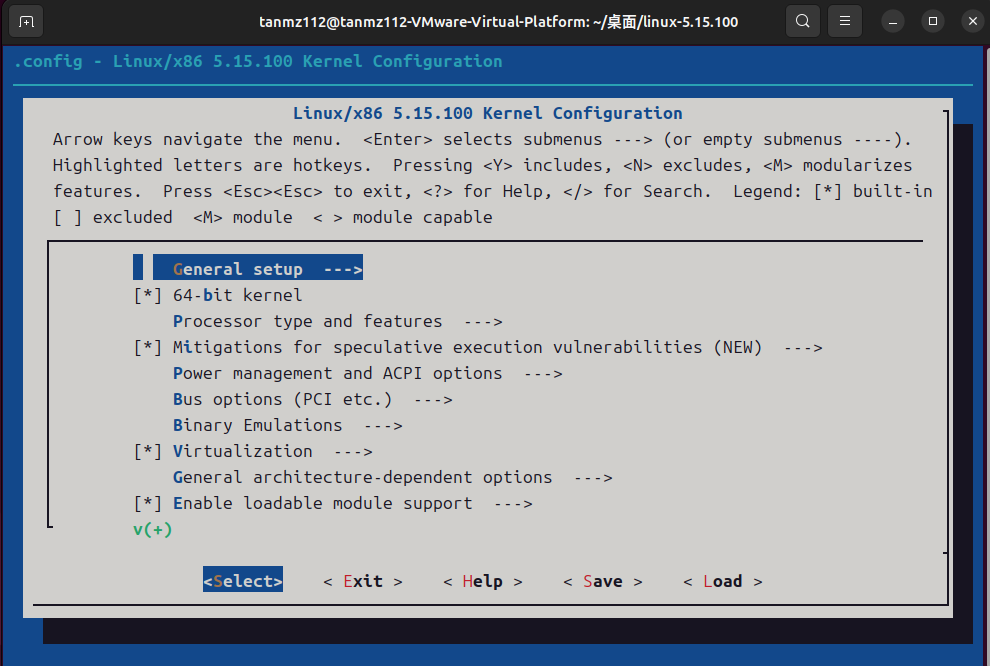 tanmz112@tanmz112-VMware-Virtual-Platform: ~/桌面/linux-5.15.100
.config - Linux/x86 5.15.100 Kernel Configuration
Linux/x86 5.15.100 Kernel Configuration
Arrow keys navigate the menu.  <Enter> selects submenus ---> (or empty submenus ----).
Highlighted letters are hotkeys.  Pressing <Y> includes, <N> excludes, <M> modularizes
features.  Press <Esc><Esc> to exit, <?> for Help, </> for Search.  Legend: [*] built-in
[ ] excluded  <M> module  < > module capable
General setup  --->
[*] 64-bit kernel
Processor type and features  --->
[*] Mitigations for speculative execution vulnerabilities (NEW)  --->
Power management and ACPI options  --->
Bus options (PCI etc.)  --->
Binary Emulations  --->
[*] Virtualization  --->
General architecture-dependent options  --->
[*] Enable loadable module support  --->
v(+)
<Select>    < Exit >    < Help >    < Save >    < Load >